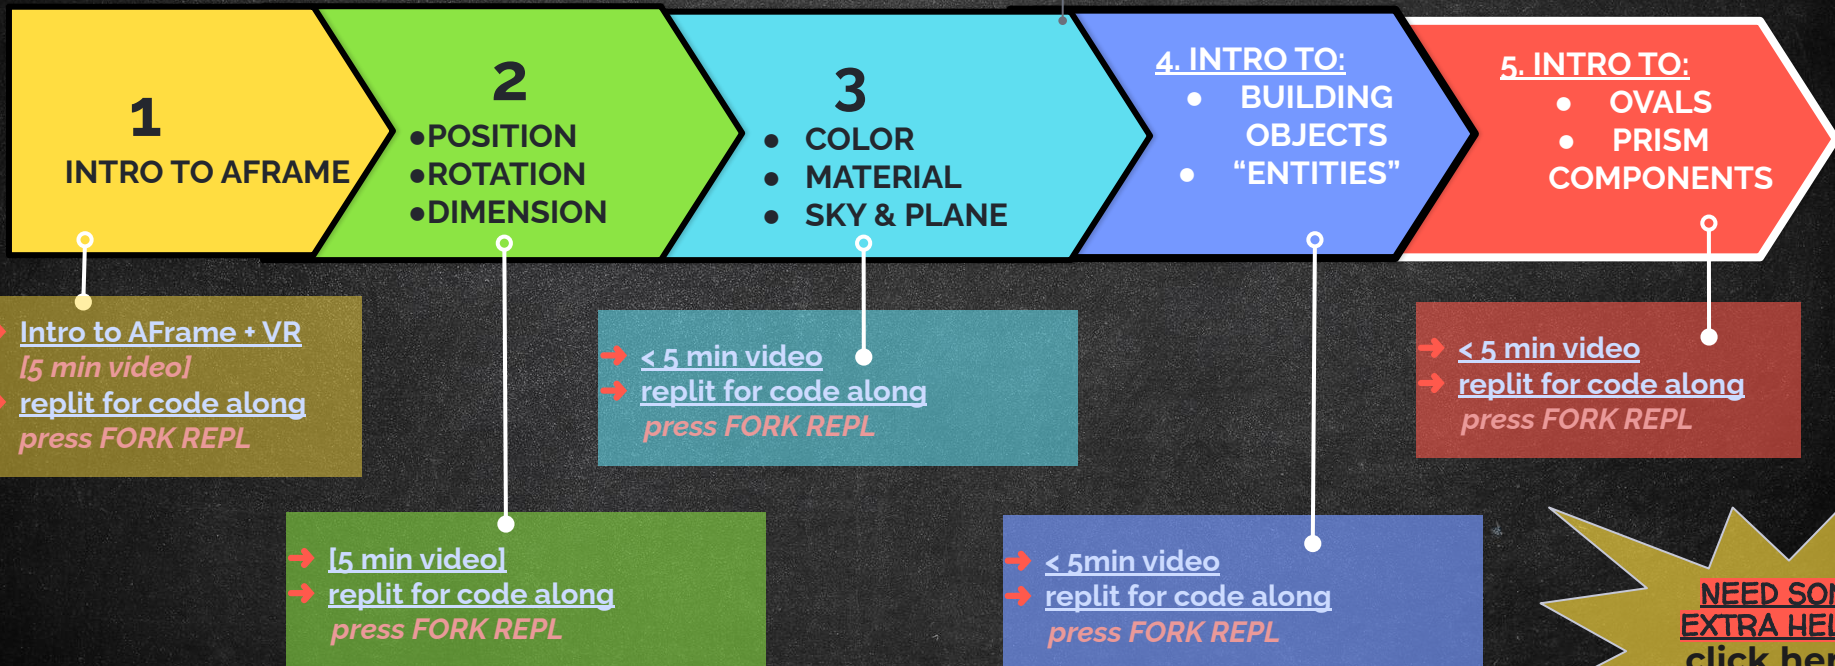 1
INTRO TO AFRAME
2
●POSITION
●ROTATION
●DIMENSION
3
● COLOR
● MATERIAL
● SKY & PLANE
4. INTRO TO:
● BUILDING
OBJECTS
● “ENTITIES”
5. INTRO TO:
● OVALS
● PRISM
COMPONENTS
Intro to AFrame + VR
[5 min video]
replit for code along
press FORK REPL
➜ [5 min video]
➜ replit for code along
press FORK REPL
➜ < 5 min video
➜ replit for code along
press FORK REPL
➜ < 5min video
➜ replit for code along
press FORK REPL
➜ < 5 min video
➜ replit for code along
press FORK REPL
NEED
EXTRA
click